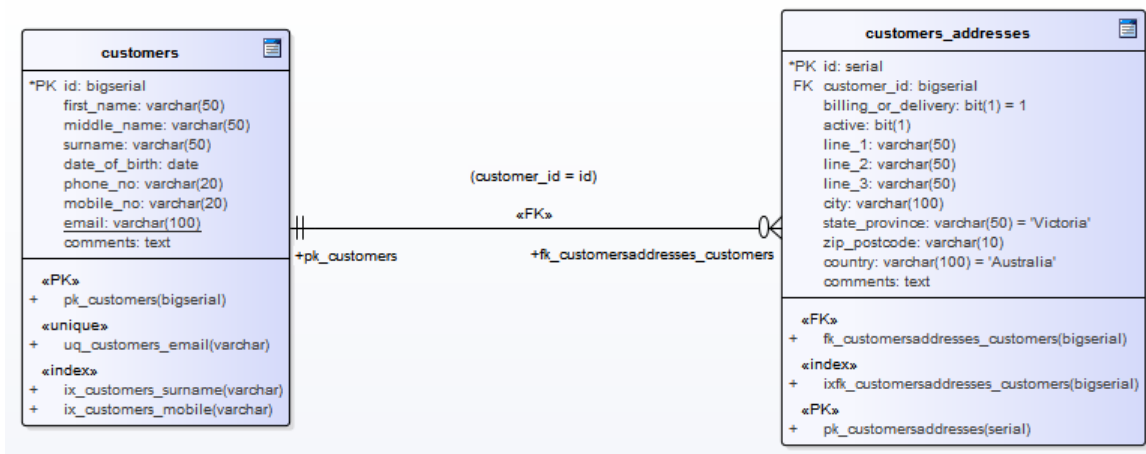 customers
*PK id: bigserial
first_name: varchar(50)
middle_name: varchar(50)
surname: varchar(50)
date_of_birth: date
phone_no: varchar(20)
mobile_no: varchar(20)
email: varchar(100)
comments: text
«PK»
+ pk_customers(bigserial)
«unique»
+ uq_customers_email(varchar)
«index»
+ ix_customers_surname(varchar)
+ ix_customers_mobile(varchar)
(customer_id = id)
«FK»
+pk_customers
+fk_customersaddresses_customers
customers_addresses
*PK id: serial
FK customer_id: bigserial
billing_or_delivery: bit(1) = 1
active: bit(1)
line_1: varchar(50)
line_2: varchar(50)
line_3: varchar(50)
city: varchar(100)
state_province: varchar(50) = 'Victoria'
zip_postcode: varchar(10)
country: varchar(100) = 'Australia'
comments: text
«FK»
+ fk_customersaddresses_customers(bigserial)
«index»
+ ixfk_customersaddresses_customers(bigserial)
«PK»
+ pk_customersaddresses(serial)